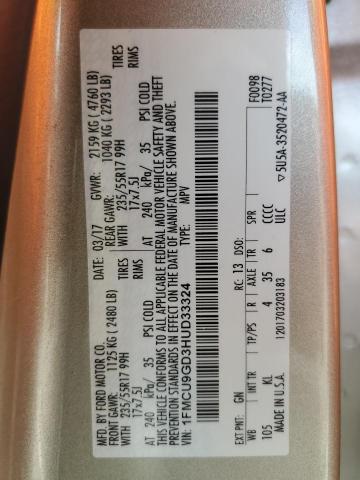 MFD. BY FORD MOTOR CO.
DATE: 03/17 GVWR: 2159 KG ( 4760 LB)
FRONT GAWR: 1125 KG ( 2480 LB) REAR GAWR: 1040 KG ( 2293 LB)
WITH 235/55R17 99H TIRES WITH 235/55R17 99H TIRES
17x7.5J RIMS 17x7.5J RIMS
AT 240 kPa/ 35 PSI COLD AT 240 kPa/ 35 PSI COLD
THIS VEHICLE CONFORMS TO ALL APPLICABLE FEDERAL MOTOR VEHICLE SAFETY AND THEFT
PREVENTION STANDARDS IN EFFECT ON THE DATE OF MANUFACTURE SHOWN ABOVE.
VIN: 1FMCU9GD3HUD33324
TYPE: MPV
F0098
T0277
EXT PNT: GN RC: 13 DSO:
WB INT TR TP/PS R AXLE TR SPR
105 KL 4 35 6 CCCC
MADE IN U.S.A. 1201703203183 ULC
▽5U5A-3520472-AA